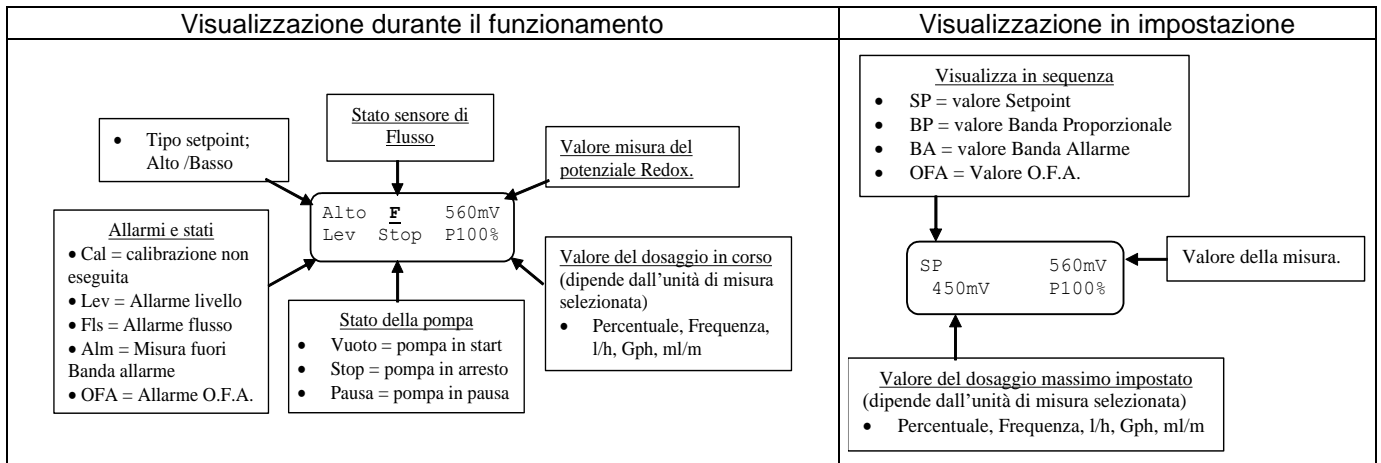 Visualizzazione durante il funzionamento
Visualizzazione in impostazione
• Tipo setpoint;
Alto /Basso
Stato sensore di
Flusso
Valore misura del
potenziale Redox.
Alto F 560mV
Lev Stop P100%
Allarmi e stati
• Cal = calibrazione non
eseguita
• Lev = Allarme livello
• Fls = Allarme flusso
• Alm = Misura fuori
Banda allarme
• OFA = Allarme O.F.A.
Stato della pompa
• Vuoto = pompa in start
• Stop = pompa in arresto
• Pausa = pompa in pausa
Valore del dosaggio in corso
(dipende dall'unità di misura
selezionata)
• Percentuale, Frequenza,
l/h, Gph, ml/m
Visualizza in sequenza
• SP = valore Setpoint
• BP = valore Banda Proporzionale
• BA = valore Banda Allarme
• OFA = Valore O.F.A.
SP 560mV
450mV P100%
Valore della misura.
Valore del dosaggio massimo impostato
(dipende dall'unità di misura selezionata)
• Percentuale, Frequenza, l/h, Gph, ml/m